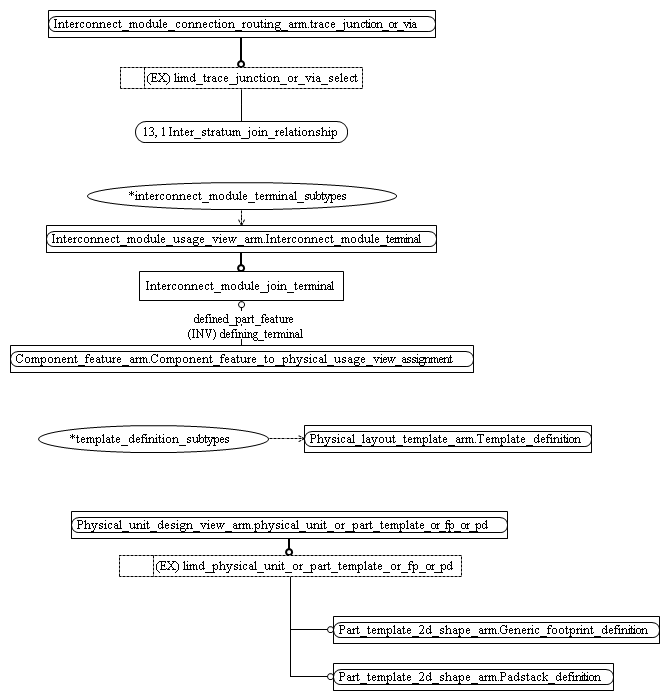 Interconnect_module_connection_routing_arm.trace_junction_or_via
(EX) limd_trace_junction_or_via_select
13, 1 Inter_stratum_join_relationship
*interconnect_module_terminal_subtypes
Interconnect_module_usage_view_arm.Interconnect_module_terminal
Interconnect_module_join_terminal
defined_part_feature
(INV) defining_terminal
Component_feature_arm.Component_feature_to_physical_usage_view_assignment
*template_definition_subtypes
Physical_layout_template_arm.Template_definition
Physical_unit_design_view_arm.physical_unit_or_part_template_or_fp_or_pd
(EX) limd_physical_unit_or_part_template_or_fp_or_pd
Part_template_2d_shape_arm.Generic_footprint_definition
Part_template_2d_shape_arm.Padstack_definition